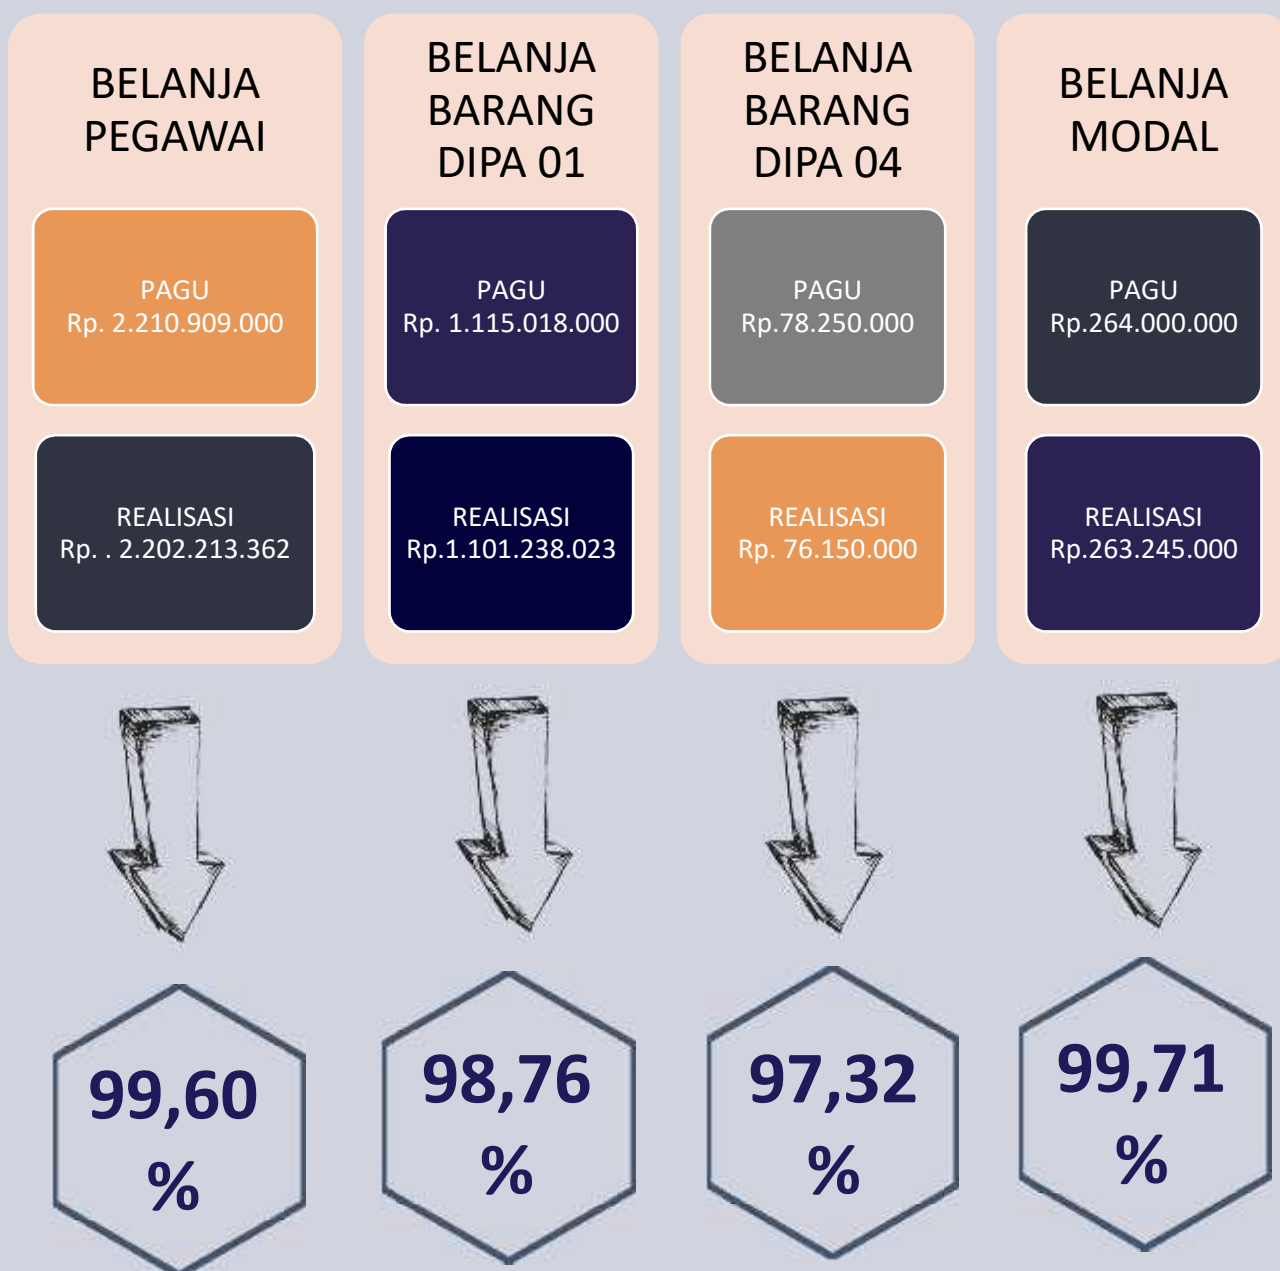 BELANJA
PEGAWAI
PAGU
Rp. 2.210.909.000
REALISASI
Rp. . 2.202.213.362
BELANJA
BARANG
DIPA 01
PAGU
Rp. 1.115.018.000
REALISASI
Rp.1.101.238.023
BELANJA
BARANG
DIPA 04
PAGU
Rp.78.250.000
REALISASI
Rp. 76.150.000
BELANJA
MODAL
PAGU
Rp.264.000.000
REALISASI
Rp.263.245.000
99,60
%
98,76
%
97,32
%
99,71
%